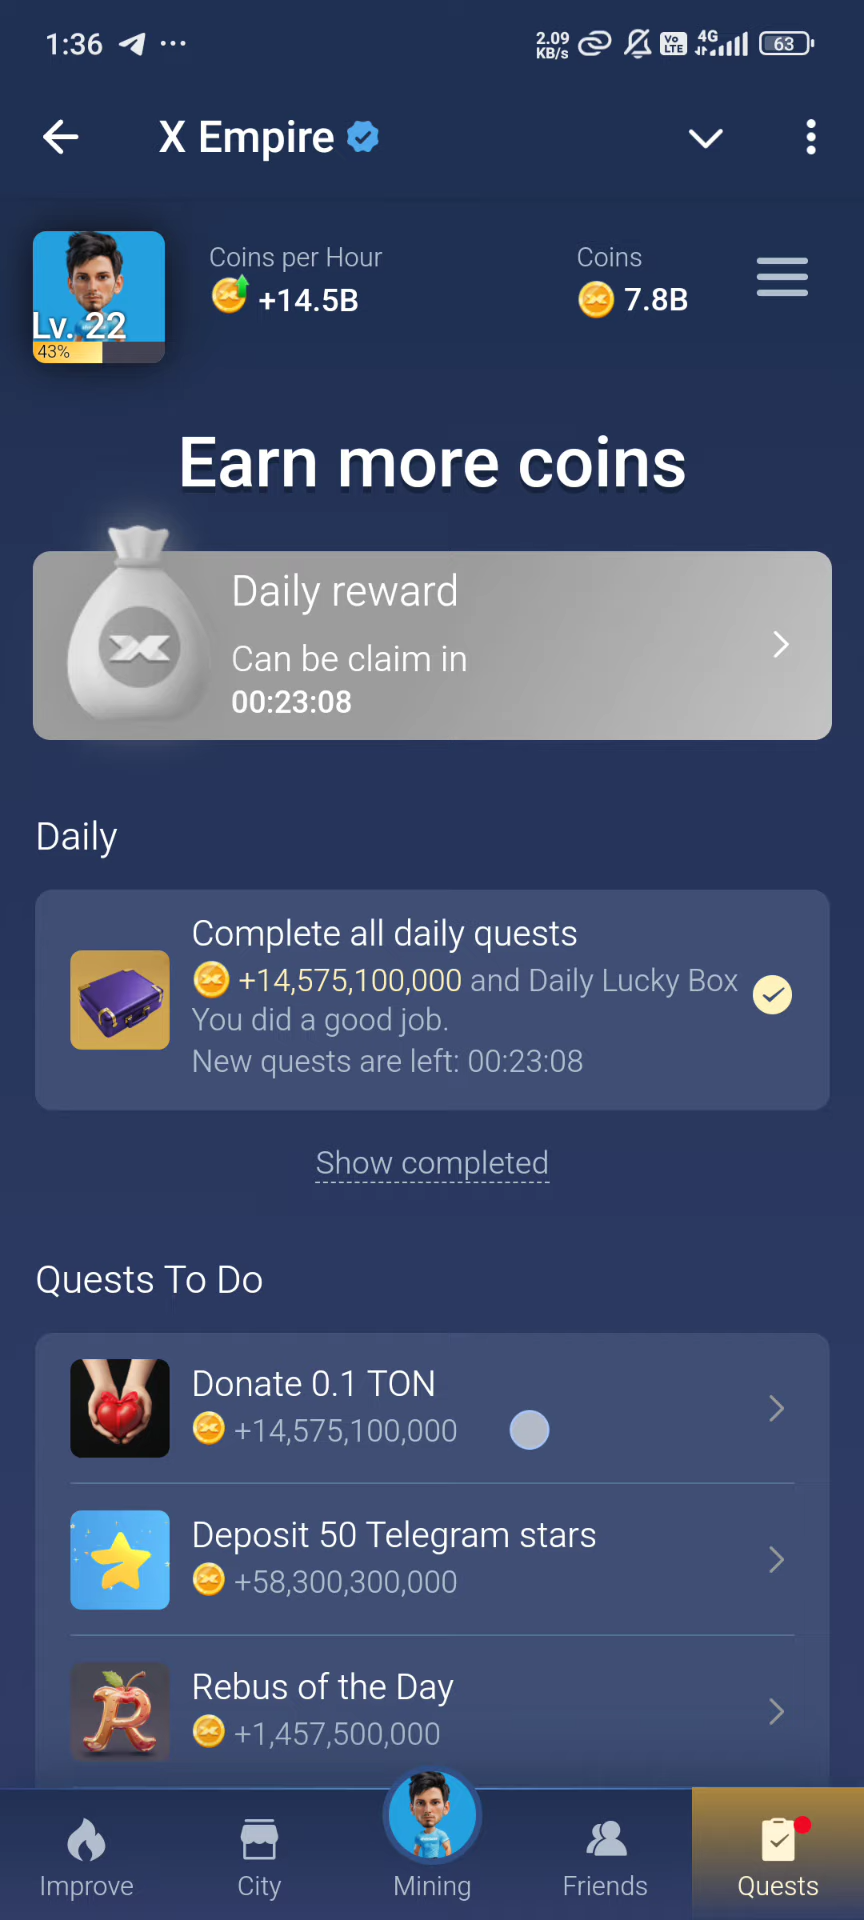 1:36
2.09
KB/s
Vo
LTE
4G
63
X Empire
Coins per Hour
Coins
+14.5B
7.8B
Lv. 22
43%
Earn more coins
Daily reward
Can be claim in
00:23:08
Daily
Complete all daily quests
+14,575,100,000 and Daily Lucky Box
You did a good job.
New quests are left: 00:23:08
Show completed
Quests To Do
Donate 0.1 TON
+14,575,100,000
Deposit 50 Telegram stars
+58,300,300,000
Rebus of the Day
+1,457,500,000
Improve
City
Mining
Friends
Quests